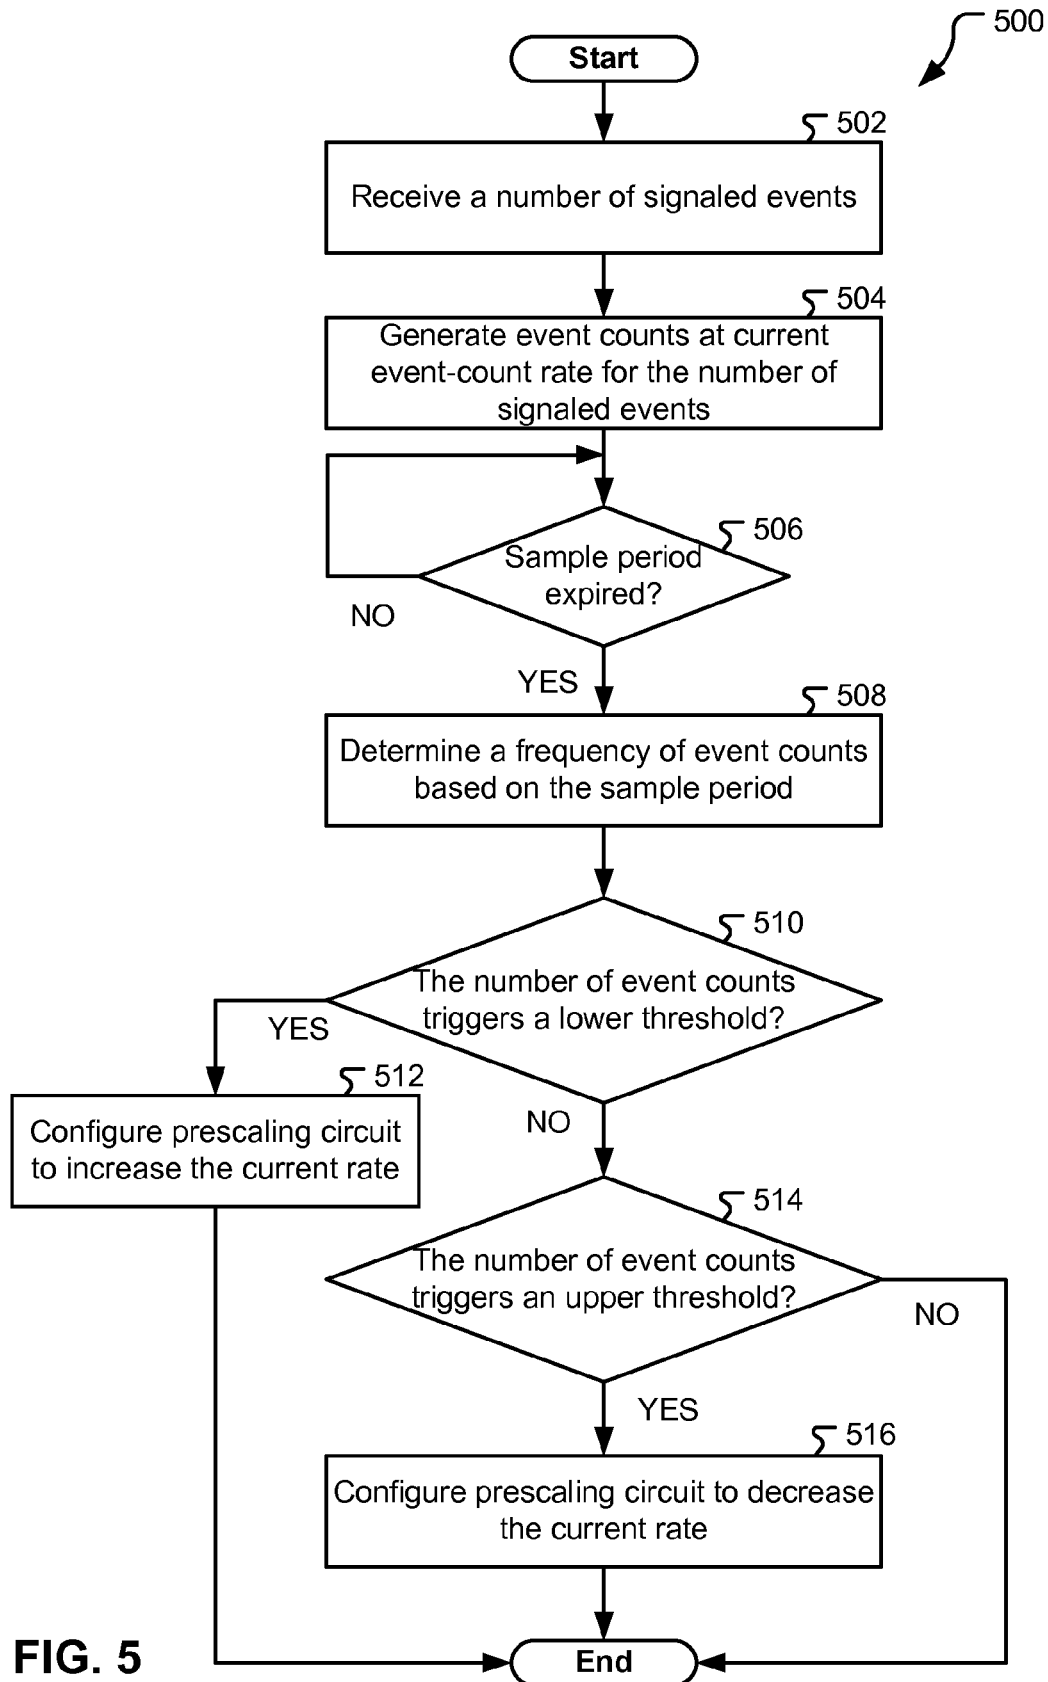 500
Start
502
Receive a number of signaled events
504
Generate event counts at current
event-count rate for the number of
signaled events
506
Sample period
expired?
NO
YES
508
Determine a frequency of event counts
based on the sample period
510
The number of event counts
triggers a lower threshold?
YES
512
Configure prescaling circuit
to increase the current rate
NO
514
The number of event counts
triggers an upper threshold?
NO
YES
516
Configure prescaling circuit to decrease
the current rate
End
FIG. 5